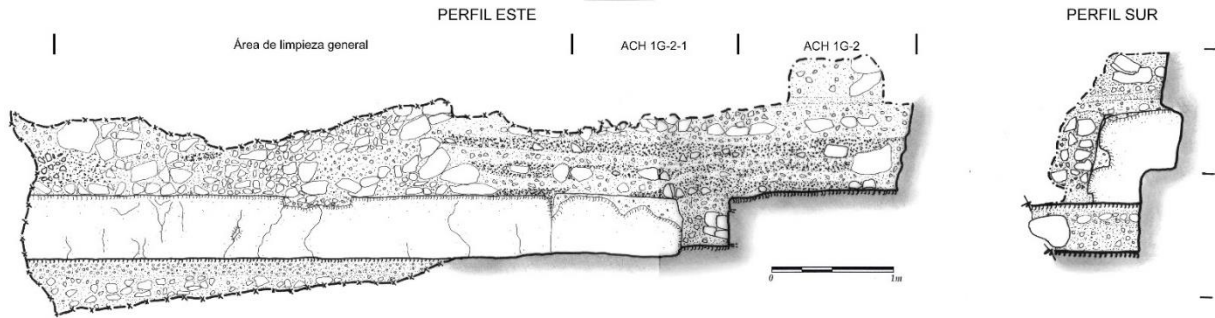 PERFIL ESTE
PERFIL SUR
Área de limpieza general
ACH 1G-2-1
ACH 1G-2
0 1m